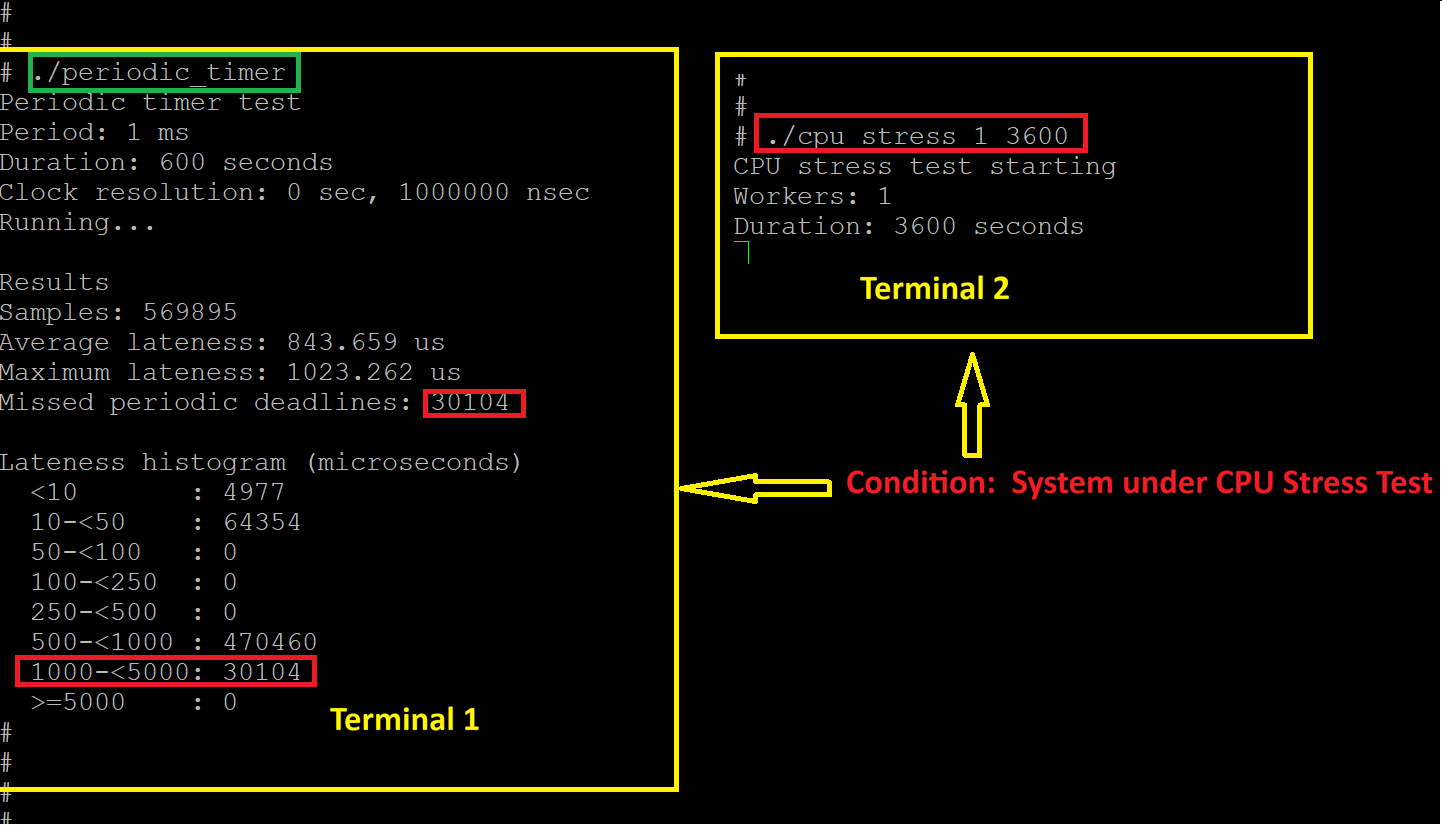 #
#
# ./periodic_timer
Periodic timer test
Period: 1 ms
Duration: 600 seconds
Clock resolution: 0 sec, 1000000 nsec
Running...
Results
Samples: 569895
Average lateness: 843.659 us
Maximum lateness: 1023.262 us
Missed periodic deadlines: 30104
Lateness histogram (microseconds)
<10 : 4977
10-<50 : 64354
50-<100 : 0
100-<250 : 0
250-<500 : 0
500-<1000 : 470460
1000-<5000: 30104
>=5000 : 0
Terminal 1
#
#
#
#
#
#
# ./cpu stress 1 3600
CPU stress test starting
Workers: 1
Duration: 3600 seconds
Terminal 2
Condition: System under CPU Stress Test